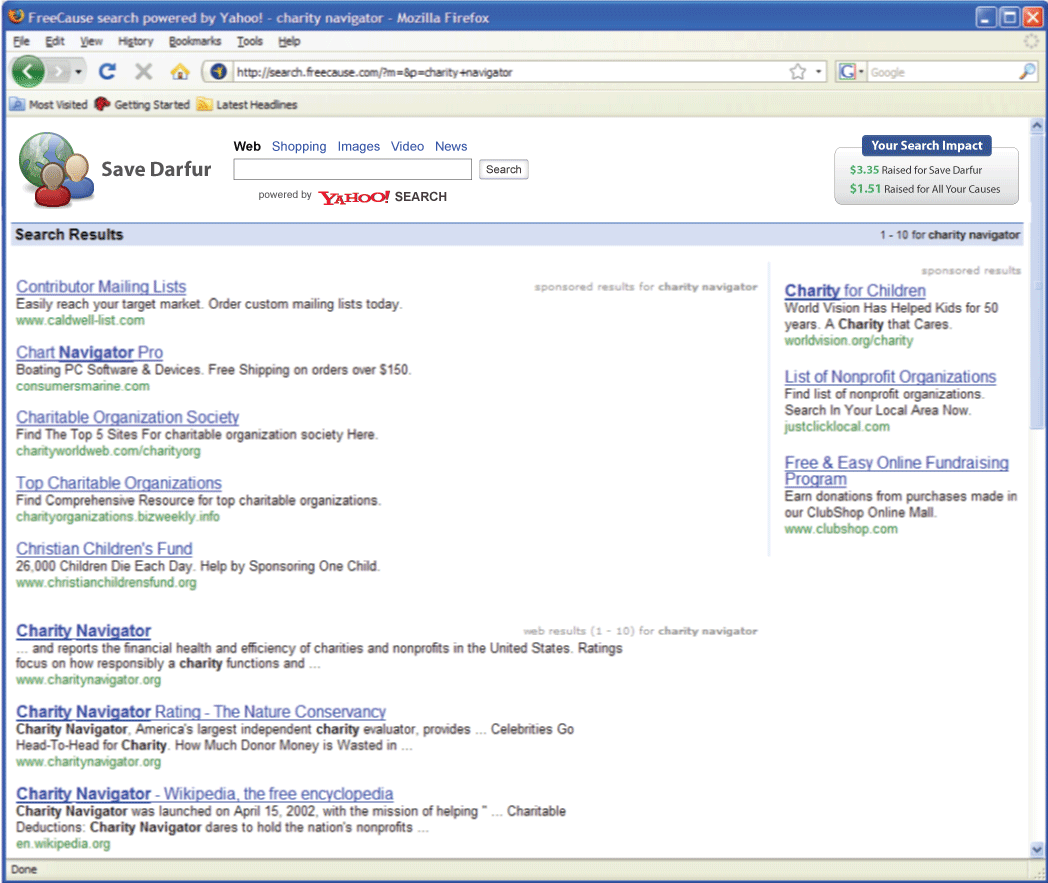 FreeCause search powered by Yahoo! - charity navigator - Mozilla Firefox
File Edit View History Bookmarks Tools Help
http://search.freecause.com/?m=&p=charity+navigator
G Google
Most Visited Getting Started Latest Headlines
Save Darfur
Web Shopping Images Video News
Search
powered by YAHOO! SEARCH
Your Search Impact
$3.35 Raised for Save Darfur
$1.51 Raised for All Your Causes
Search Results
1 - 10 for charity navigator
sponsored results for charity navigator
Contributor Mailing Lists
Easily reach your target market. Order custom mailing lists today.
www.caldwell-list.com
Chart Navigator Pro
Boating PC Software & Devices. Free Shipping on orders over $150.
consumersmarine.com
Charitable Organization Society
Find The Top 5 Sites For charitable organization society Here.
charityworldweb.com/charityorg
Top Charitable Organizations
Find Comprehensive Resource for top charitable organizations.
charityorganizations.bizweekly.info
Christian Children's Fund
26,000 Children Die Each Day. Help by Sponsoring One Child.
www.christianchildrensfund.org
web results (1 - 10) for charity navigator
Charity Navigator
... and reports the financial health and efficiency of charities and nonprofits in the United States. Ratings
focus on how responsibly a charity functions and ...
www.charitynavigator.org
Charity Navigator Rating - The Nature Conservancy
Charity Navigator, America's largest independent charity evaluator, provides ... Celebrities Go
Head-To-Head for Charity. How Much Donor Money is Wasted in ...
www.charitynavigator.org
Charity Navigator - Wikipedia, the free encyclopedia
Charity Navigator was launched on April 15, 2002, with the mission of helping " ... Charitable
Deductions: Charity Navigator dares to hold the nation's nonprofits ...
en.wikipedia.org
sponsored results
Charity for Children
World Vision Has Helped Kids for 50
years. A Charity that Cares.
worldvision.org/charity
List of Nonprofit Organizations
Find list of nonprofit organizations.
Search In Your Local Area Now.
justclicklocal.com
Free & Easy Online Fundraising
Program
Earn donations from purchases made in
our ClubShop Online Mall.
www.clubshop.com
Done